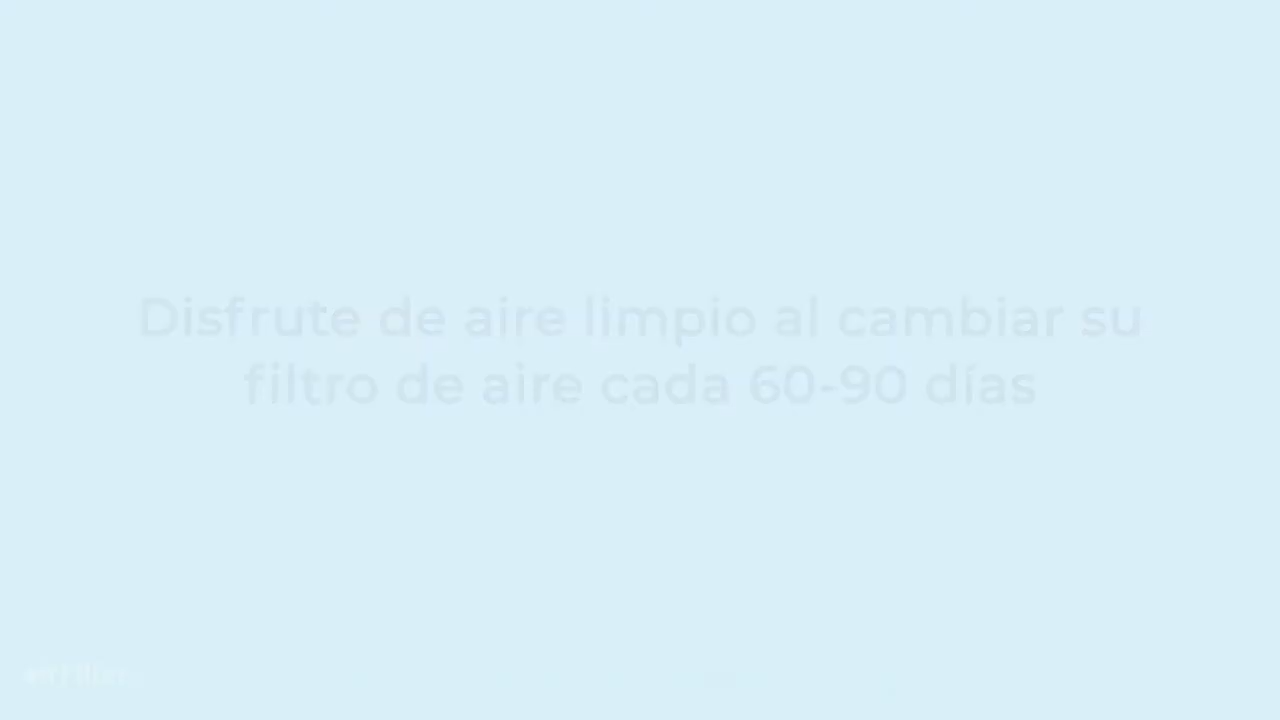 Disfrute de aire limpio al cambiar su
filtro de aire cada 60-90 días